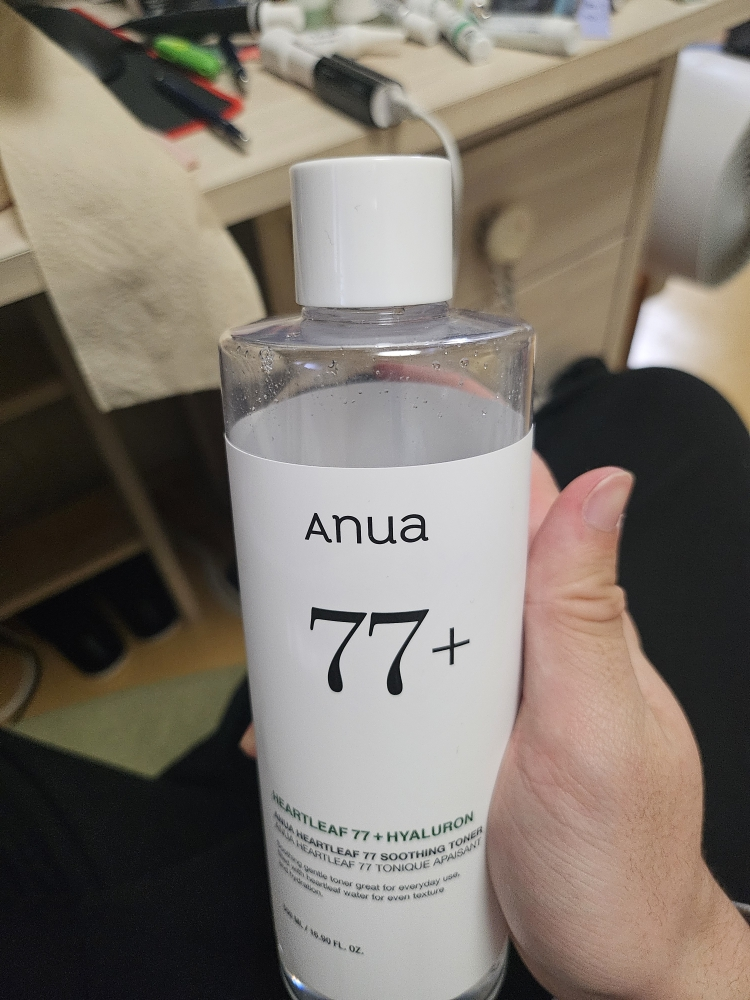 Anua
77+
HEARTLEAF 77 + HYALURON
ANUA HEARTLEAF 77 SOOTHING TONER
ANUA HEARTLEAF 77 TONIQUE APAISANT
gentle toner great for everyday use,
with heartleaf water for even texture
hydration.
ML / 16.90 FL. OZ.